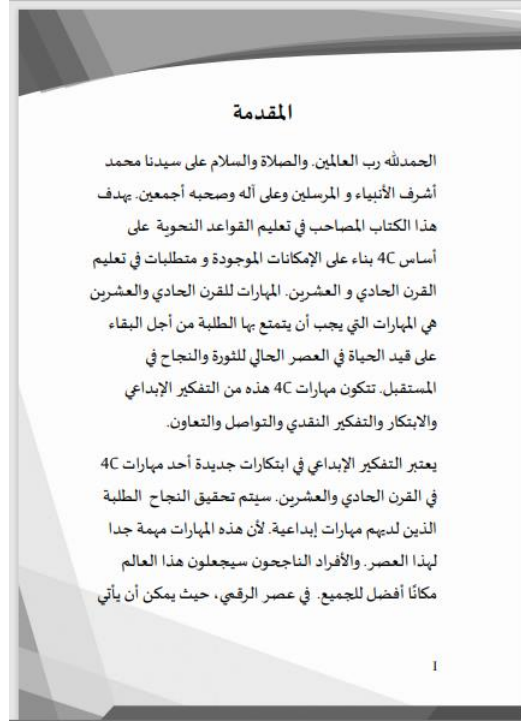 المقدمة
الحمدلله رب العالمين. والصلاة والسلام على سيدنا محمد
أشرف الأنبياء و المرسلين وعلى آله وصحبه أجمعين. يهدف
هذا الكتاب المصاحب في تعليم القواعد النحوية على
أساس 4C بناء على الإمكانات الموجودة و متطلبات في تعليم
القرن الحادي و العشرين. المهارات للقرن الحادي والعشرين
هي المهارات التي يجب أن يتمتع بها الطلبة من أجل البقاء
على قيد الحياة في العصر الحالي للثورة والنجاح في
المستقبل. تتكون مهارات 4C هذه من التفكير الإبداعي
والابتكار والتفكير النقدي والتواصل والتعاون.
يعتبر التفكير الإبداعي في ابتكارات جديدة أحد مهارات 4C
في القرن الحادي والعشرين. سيتم تحقيق النجاح الطلبة
الذين لديهم مهارات إبداعية. لأن هذه المهارات مهمة جدا
لهذا العصر. والأفراد الناجحون سيجعلون هذا العالم
مكانًا أفضل للجميع. في عصر الرقمي، حيث يمكن أن يأتي
I